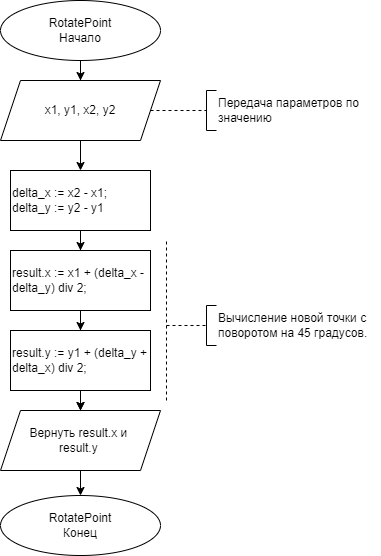 RotatePoint
Начало
x1, y1, x2, y2
Передача параметров по
значению
delta_x := x2 - x1;
delta_y := y2 - y1
result.x := x1 + (delta_x -
delta_y) div 2;
Вычисление новой точки с
поворотом на 45 градусов.
result.y := y1 + (delta_y +
delta_x) div 2;
Вернуть result.x и
result.y
RotatePoint
Конец